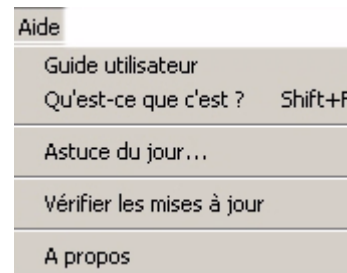 Aide
Guide utilisateur
Qu'est-ce que c'est ? Shift+F
Astuce du jour...
Vérifier les mises à jour
A propos